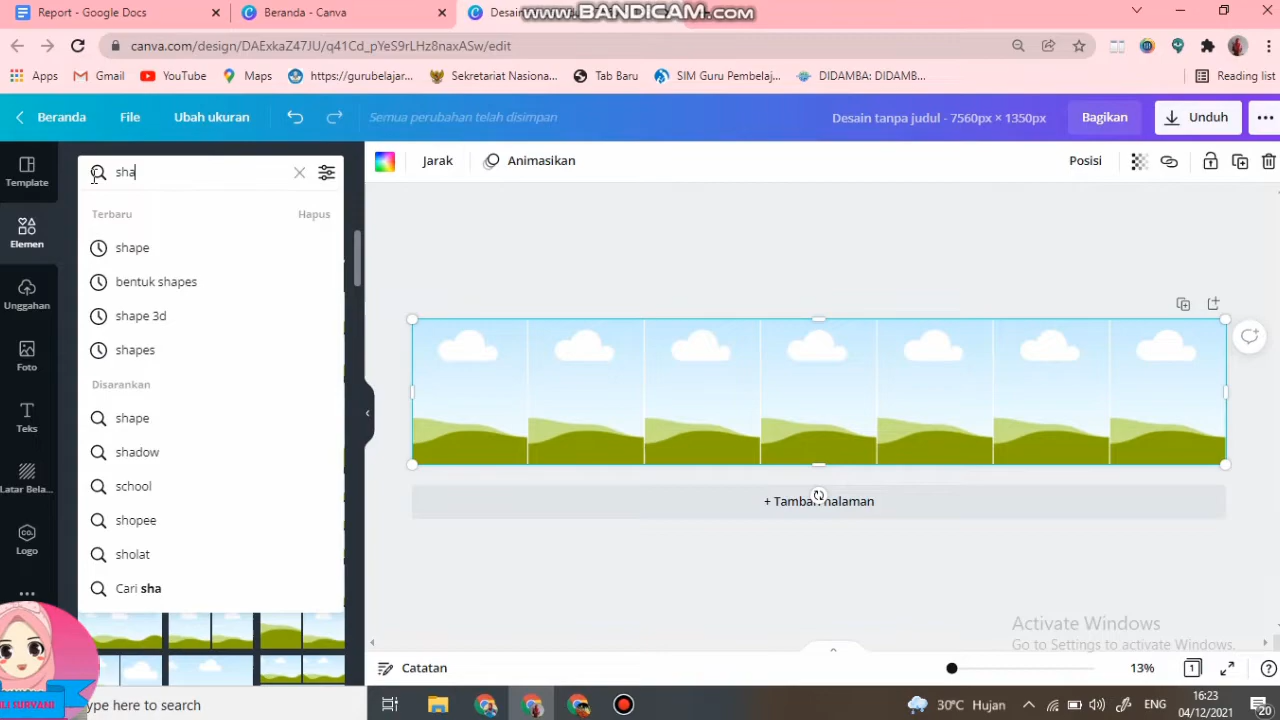 Report - Google Docs
Beranda - Canva
Desain
www.BANDICAM.com
canva.com/design/DAExkaZ47JU/q41Cd_pYeS9rLHz8naxASw/edit
Apps
Gmail
YouTube
Maps
https://gurubelajar...
Sekretariat Nasiona...
Tab Baru
SIM Guru Pembelaj...
DIDAMBA: DIDAMB...
Reading list
Beranda
File
Ubah ukuran
Semua perubahan telah disimpan
Desain tanpa judul - 7560px × 1350px
Bagikan
Unduh
Template
Elemen
Unggahan
Foto
Teks
Latar Bela...
Logo
sha
Terbaru
Hapus
shape
bentuk shapes
shape 3d
shapes
Disarankan
shape
shadow
school
shopee
sholat
Cari sha
Jarak
Animasikan
Posisi
+ Tambah halaman
Activate Windows
Go to Settings to activate Windows.
Catatan
13%
1
ype here to search
30°C Hujan
ENG
16:23
04/12/2021
20